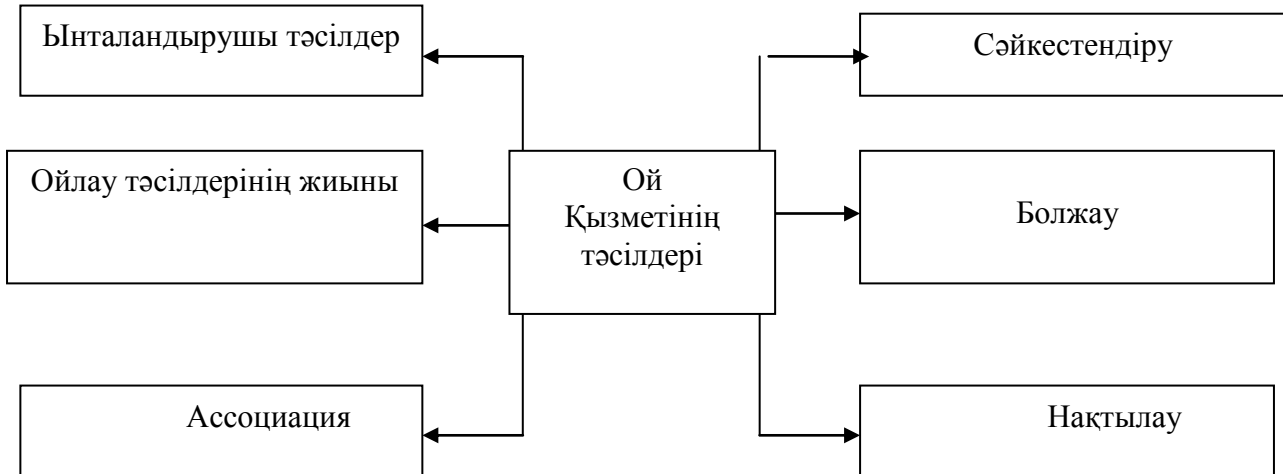 Ынталандырушы тәсілдер
Сәйкестендіру
Ойлау тәсілдерінің жиыны
Ой
Қызметінің
тәсілдері
Болжау
Ассоциация
Нақтылау